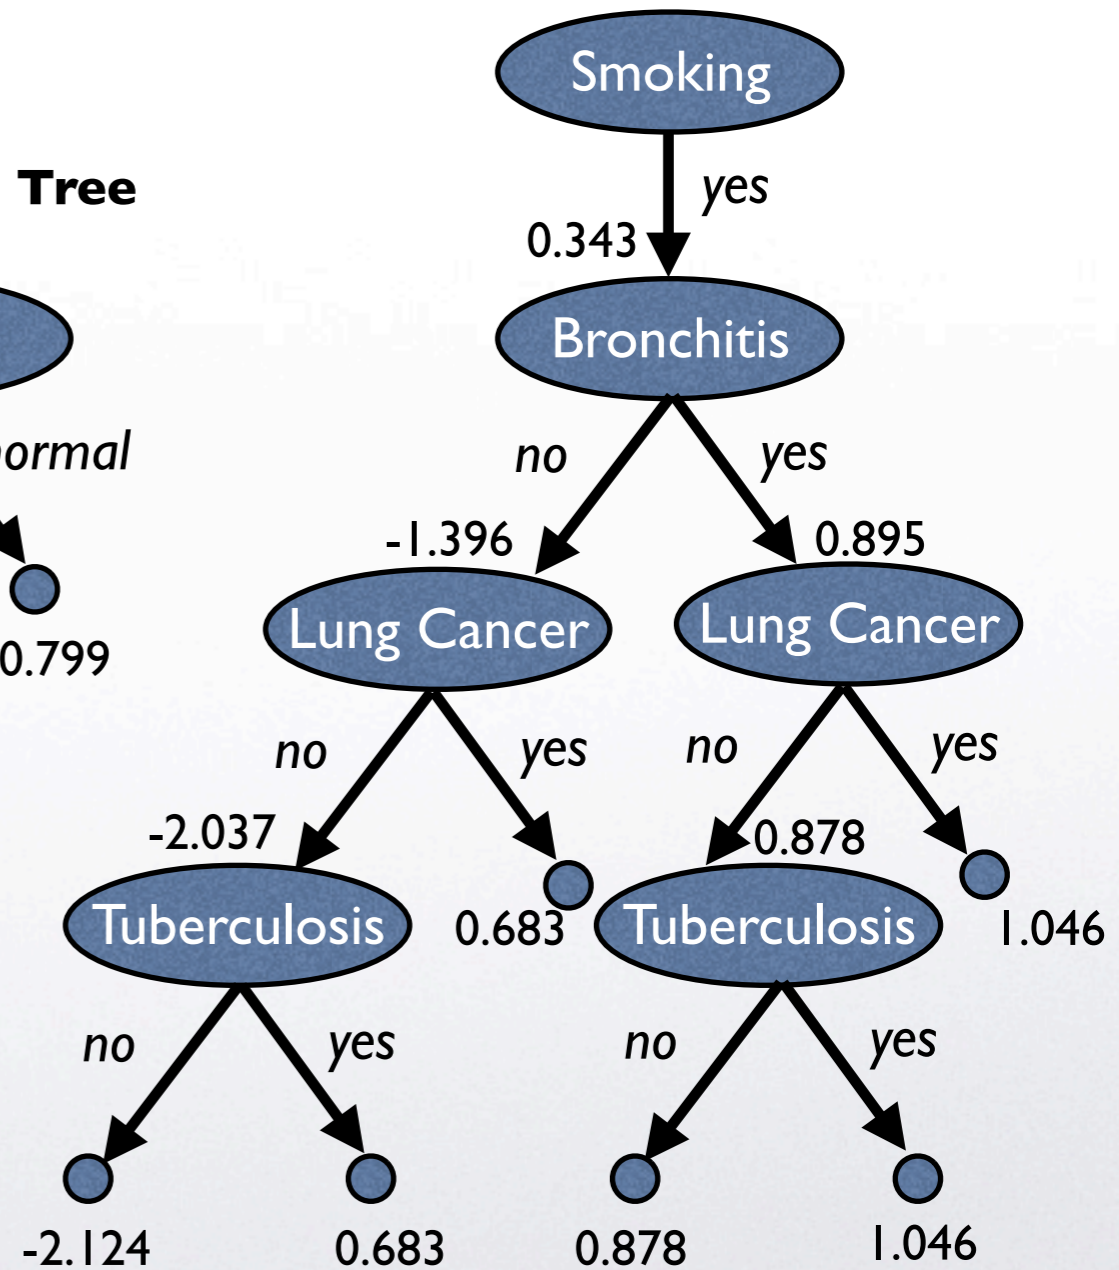 Smoking
Tree
yes
0.343
Bronchitis
normal
no
yes
-1.396
0.895
Lung Cancer
Lung Cancer
0.799
no
yes
no
yes
-2.037
0.878
Tuberculosis
0.683
Tuberculosis
1.046
no
yes
no
yes
-2.124
0.683
0.878
1.046